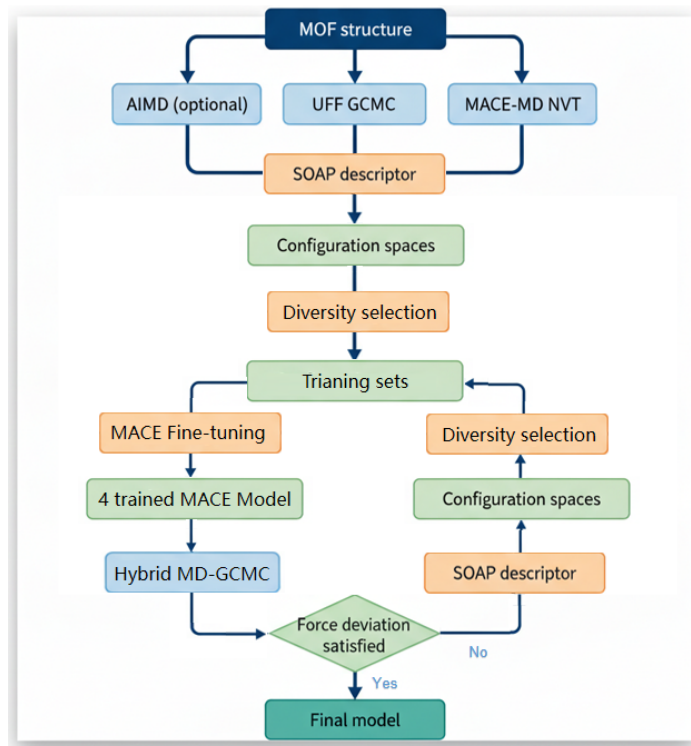 MOF structure
AIMD (optional)
UFF GCMC
MACE-MD NVT
SOAP descriptor
Configuration spaces
Diversity selection
Trianing sets
MACE Fine-tuning
Diversity selection
4 trained MACE Model
Configuration spaces
Hybrid MD-GCMC
SOAP descriptor
Force deviation
satisfied
No
Yes
Final model